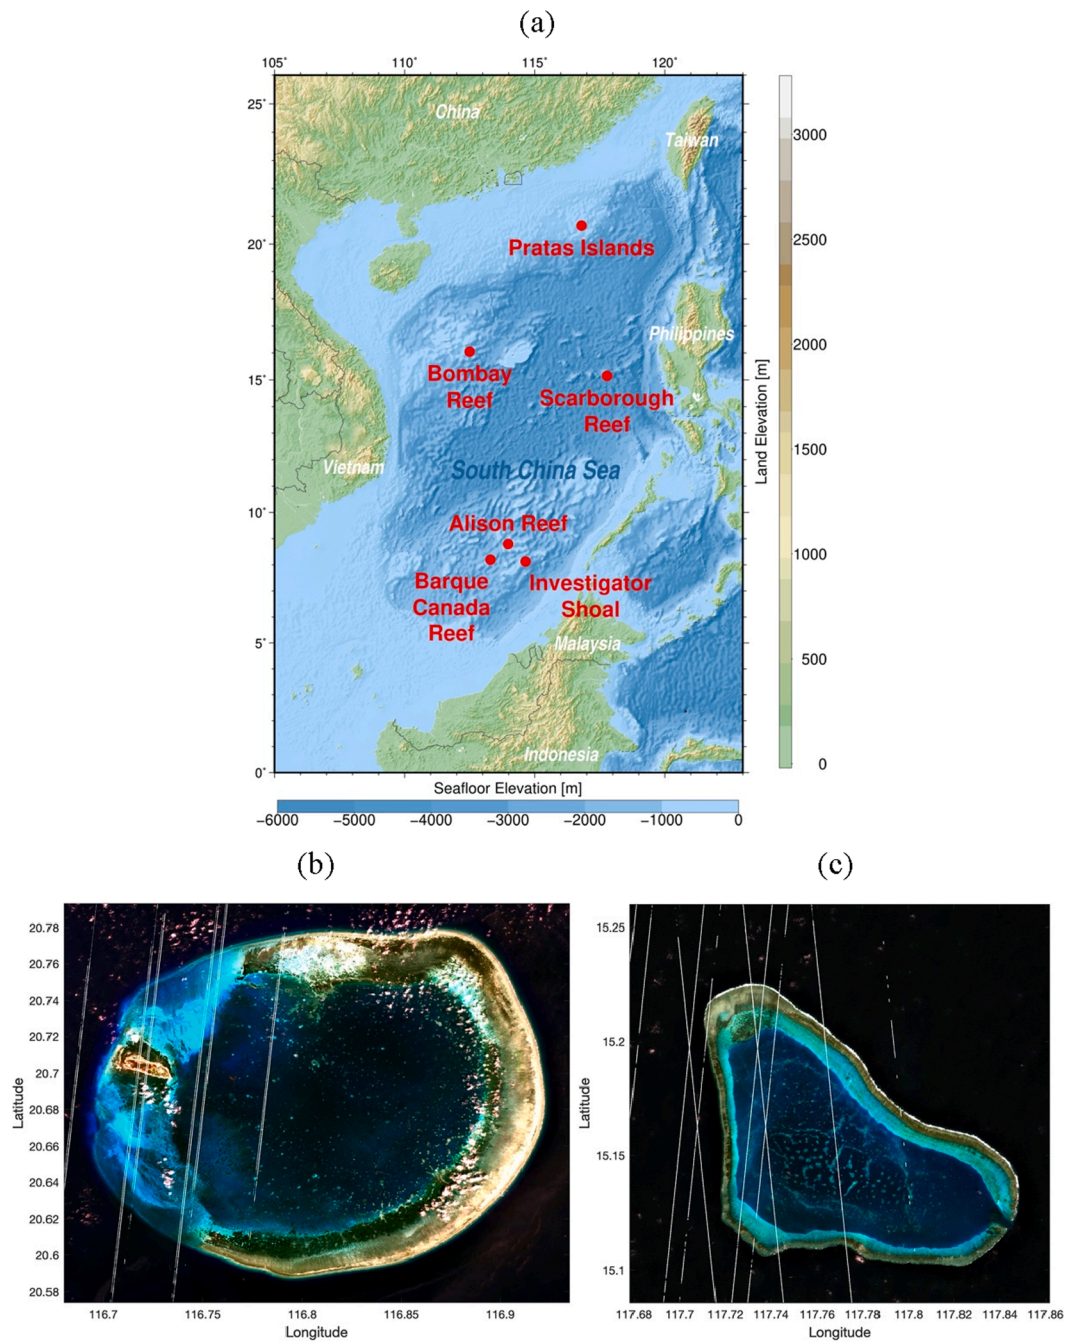 (a)
105° 110° 115° 120°
25°
20°
15°
10°
5°
0°
China
Taiwan
Pratas Islands
Philippines
Bombay
Reef
Scarborough
Reef
Vietnam
South China Sea
Alison Reef
Barque
Canada
Reef
Investigator
Shoal
Malaysia
Indonesia
3000
2500
2000
1500
1000
500
0
Land Elevation [m]
Seafloor Elevation [m]
−6000 −5000 −4000 −3000 −2000 −1000 0
(b)
20.78
20.76
20.74
20.72
20.7
20.68
20.66
20.64
20.62
20.6
20.58
Latitude
116.7 116.75 116.8 116.85 116.9
Longitude
(c)
15.25
15.2
15.15
15.1
Latitude
117.68 117.7 117.72 117.74 117.76 117.78 117.8 117.82 117.84 117.86
Longitude